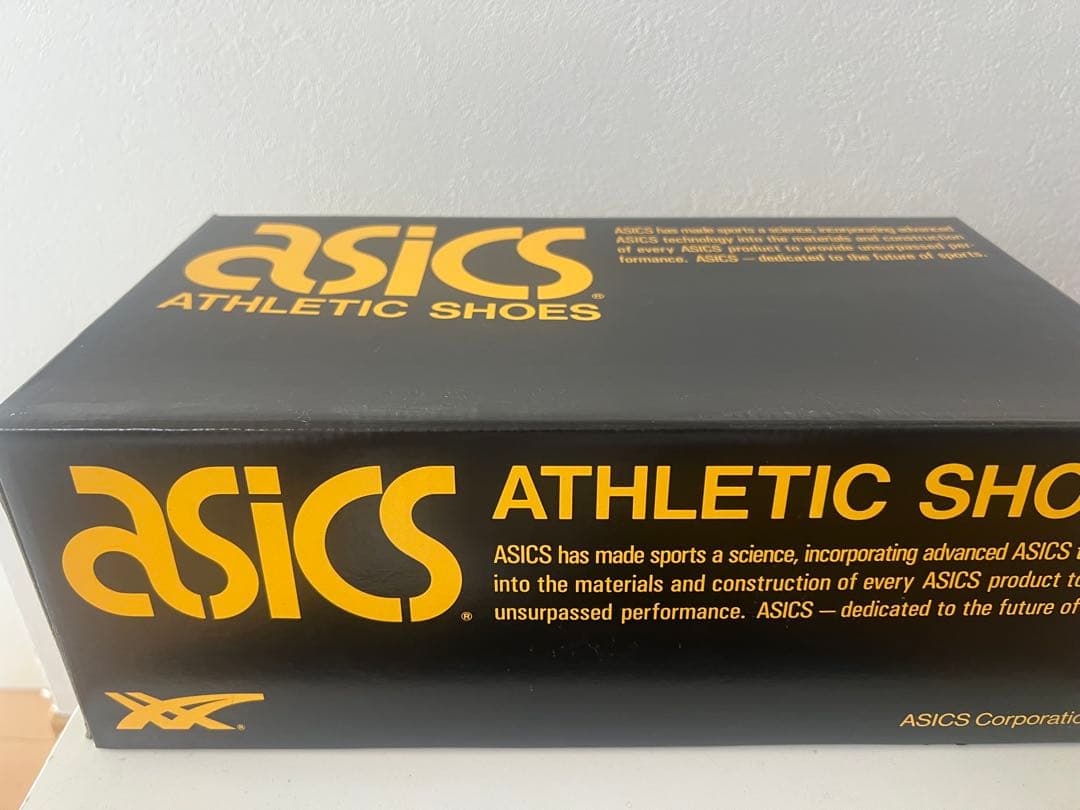 asics®
ATHLETIC SHOES
ASICS has made sports a science, incorporating advanced
ASICS technology into the materials and construction
of every ASICS product to provide unsurpassed per-
formance. ASICS — dedicated to the future of sports.
asics®
ATHLETIC SHO
ASICS has made sports a science, incorporating advanced ASICS
into the materials and construction of every ASICS product to
unsurpassed performance. ASICS — dedicated to the future of
®
ASICS Corporatio